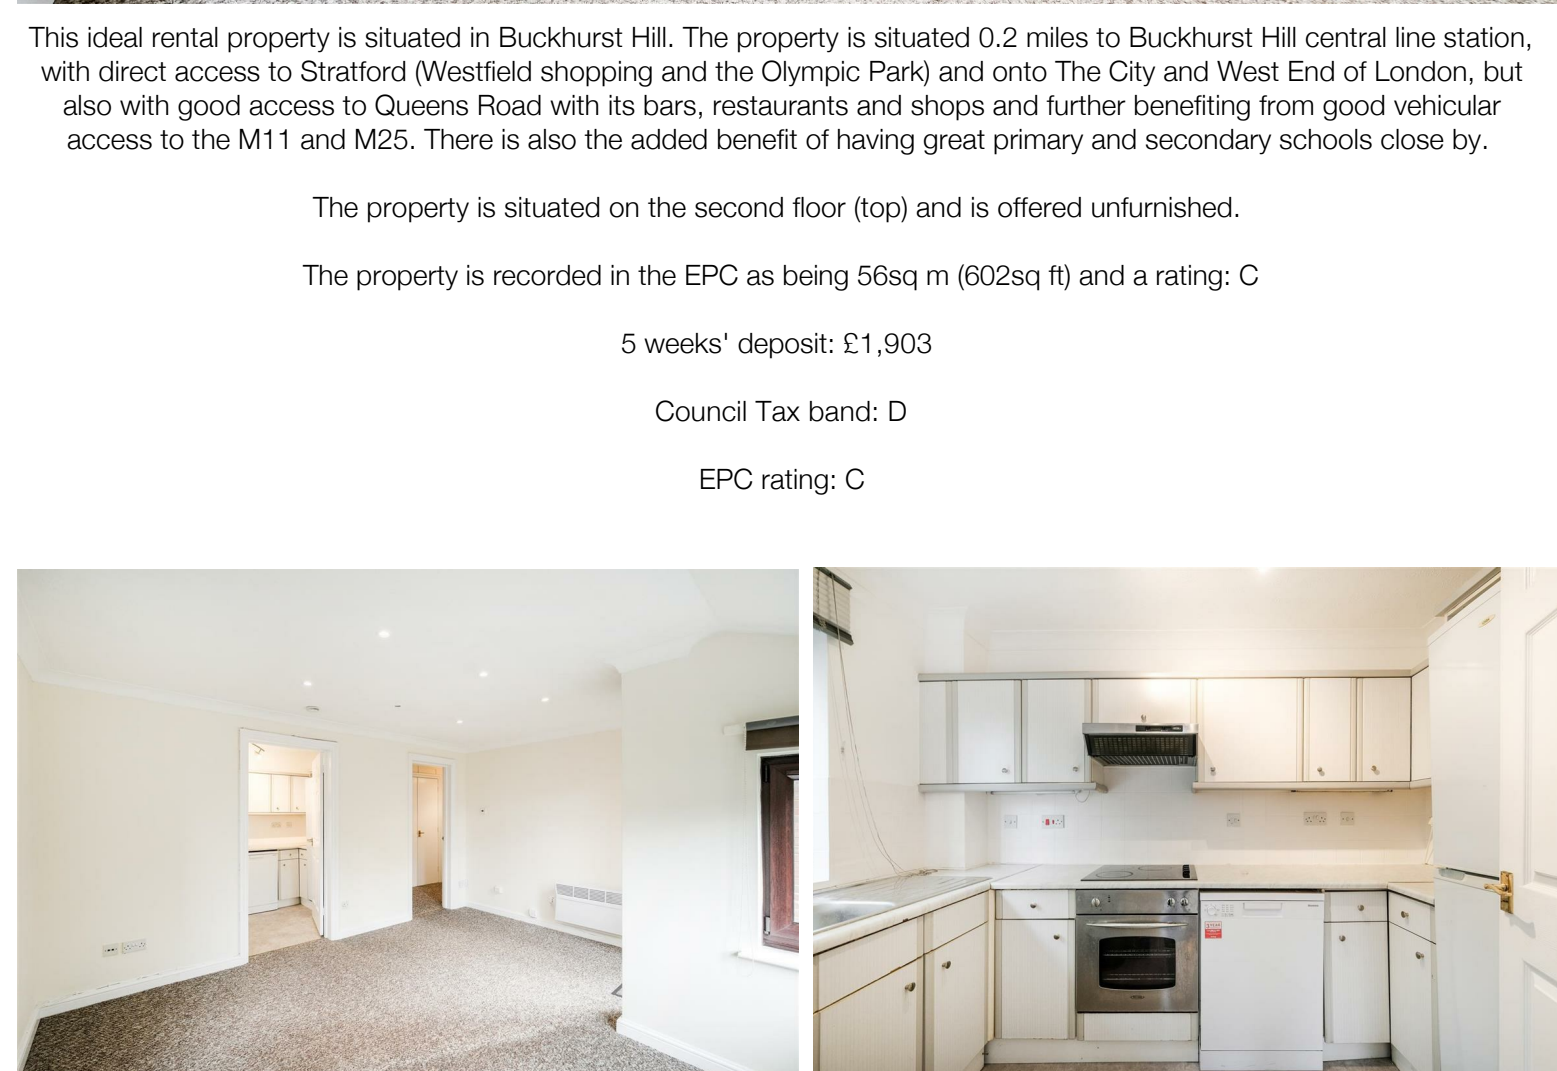 This ideal rental property is situated in Buckhurst Hill. The property is situated 0.2 miles to Buckhurst Hill central line station,
with direct access to Stratford (Westfield shopping and the Olympic Park) and onto The City and West End of London, but
also with good access to Queens Road with its bars, restaurants and shops and further benefiting from good vehicular
access to the M11 and M25. There is also the added benefit of having great primary and secondary schools close by.
The property is situated on the second floor (top) and is offered unfurnished.
The property is recorded in the EPC as being 56sq m (602sq ft) and a rating: C
5 weeks' deposit: £1,903
Council Tax band: D
EPC rating: C